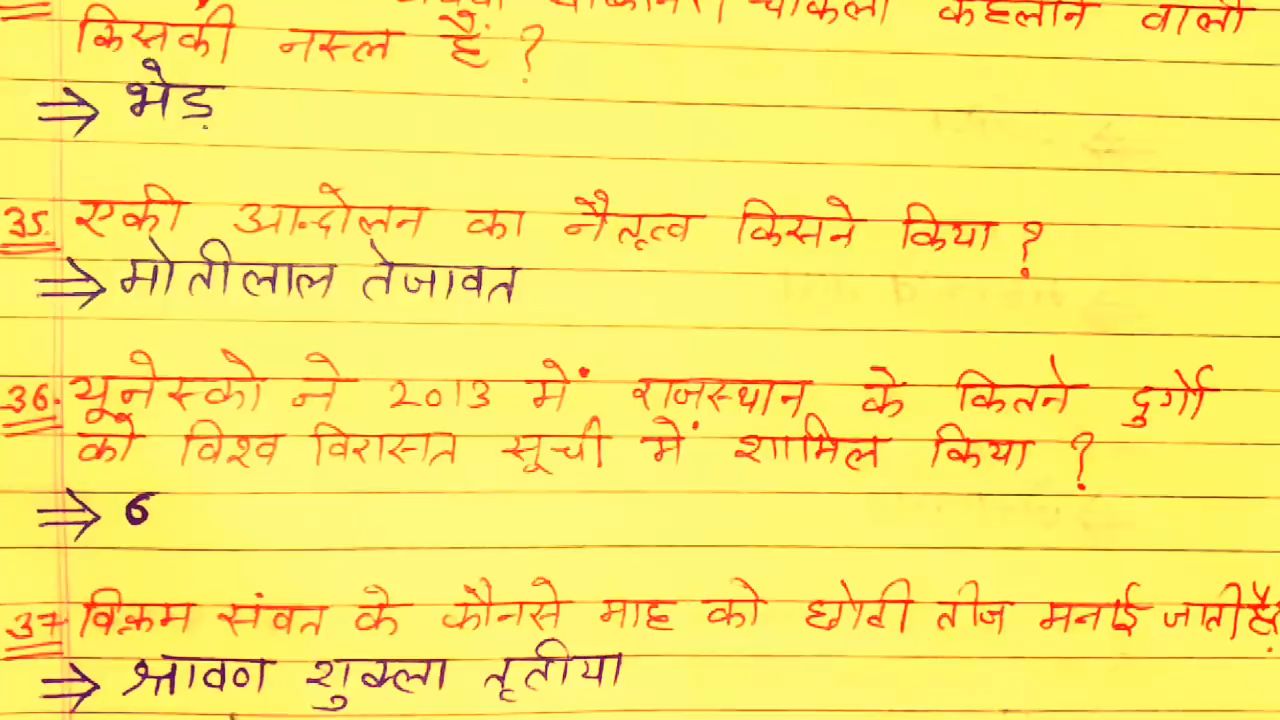 कहलाने वाली
किसकी नस्ल हैं ?
⇒ भेड़
35. एकी आन्दोलन का नैतृत्व किसने किया ?
⇒ मोतीलाल तेजावत
36. यूनेस्को ने 2013 में राजस्थान के कितने दुर्गो
को विश्व विरासत सूची में शामिल किया ?
⇒ 6
37 विक्रम संवत के कौनसे माह को छोटी तीज मनाई जाती है?
⇒ श्रावण शुक्ला तृतीया